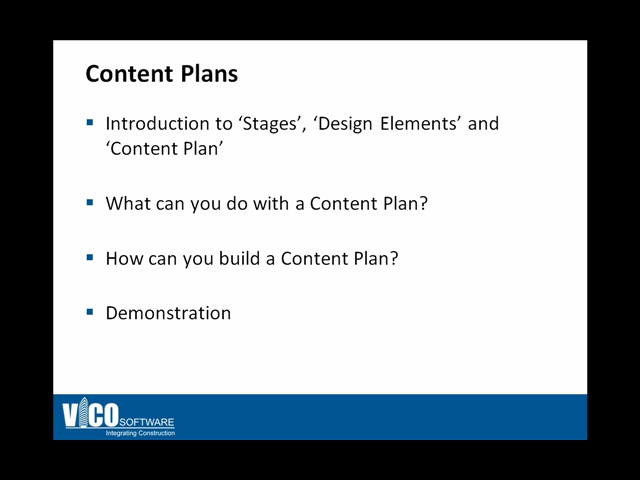 Content Plans
Introduction to ‘Stages’, ‘Design Elements’ and
‘Content Plan’
What can you do with a Content Plan?
How can you build a Content Plan?
Demonstration
VICO SOFTWARE
Integrating Construction